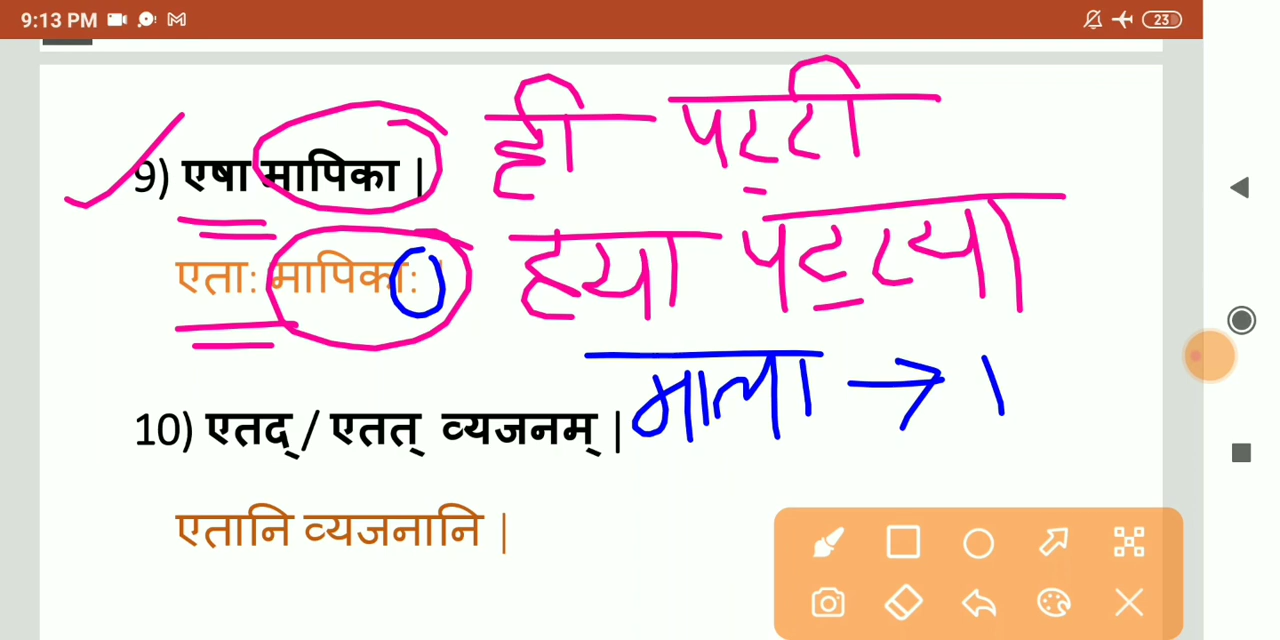 9:13 PM 23
9) एषा मापिका | ही पट्टी
एताः मापिकाः | ह्या पट्ट्या
माला →
10) एतद् / एतत् व्यजनम् |
एतानि व्यजनानि |